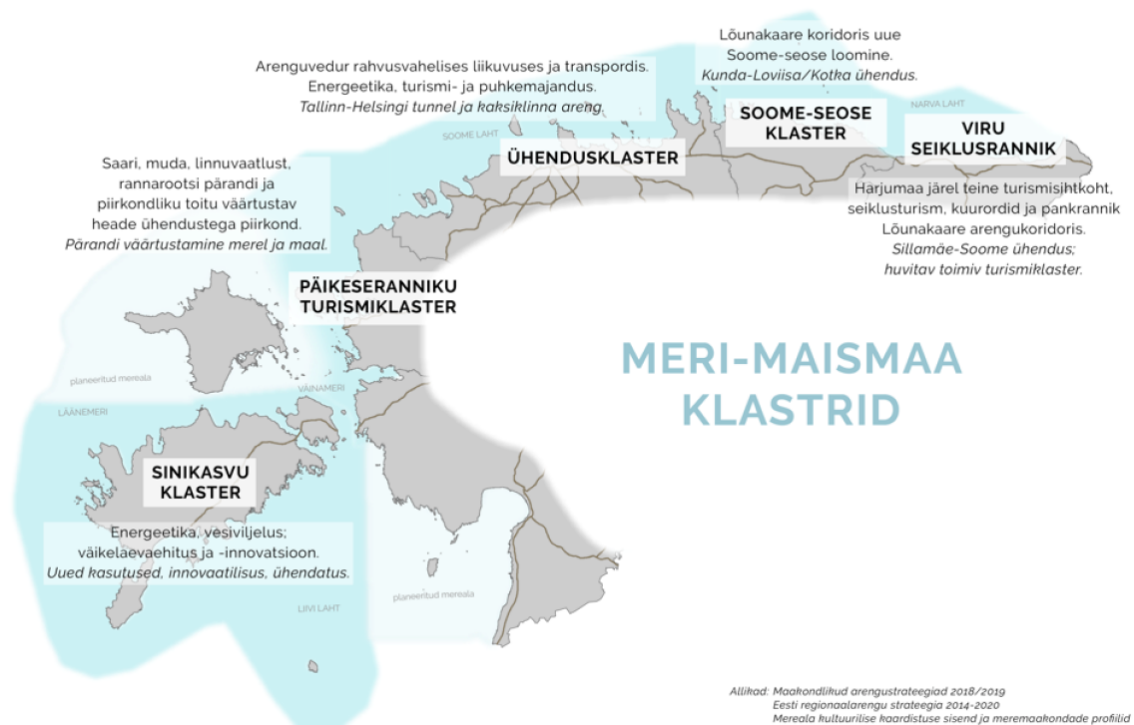 Lõunakaare koridoris uue
Soome-seose loomine.
Kunda-Loviisa/Kotka ühendus.
Arenguvedur rahvusvahelises liikuvuses ja transpordis.
Energeetika, turismi- ja puhkemajandus.
Tallinn-Helsingi tunnel ja kaksiklinna areng.
SOOME-SEOSE
KLASTER
NARVA LAHT
VIRU
SEIKLUSRANNIK
SOOME LAHT
ÜHENDUSKLASTER
Saari, muda, linnuvaatlust,
rannarootsi pärandi ja
piirkondliku toitu väärtustav
heade ühendustega piirkond.
Pärandi väärtustamine merel ja maal.
Harjumaa järel teine turismisihtkoht,
seiklusturism, kuurordid ja pankrannik
Lõunakaare arengukoridoris.
Sillamäe-Soome ühendus;
huvitav toimiv turismiklaster.
PÄIKESERANNIKU
TURISMIKLASTER
MERI-MAISMAA
KLASTRID
planeeritud mereala
VÄINAMERI
LÄÄNEMERI
SINIKASVU
KLASTER
Energeetika, vesiviljelus;
väikelaevaehitus ja -innovatsioon.
Uued kasutused, innovaatilisus, ühendatus.
planeeritud mereala
LIIVI LAHT
Allikad: Maakondlikud arengustrateegiad 2018/2019
Eesti regionaalarengu strateegia 2014-2020
Mereala kultuurilise kaardistuse sisend ja meremaakondade profiilid